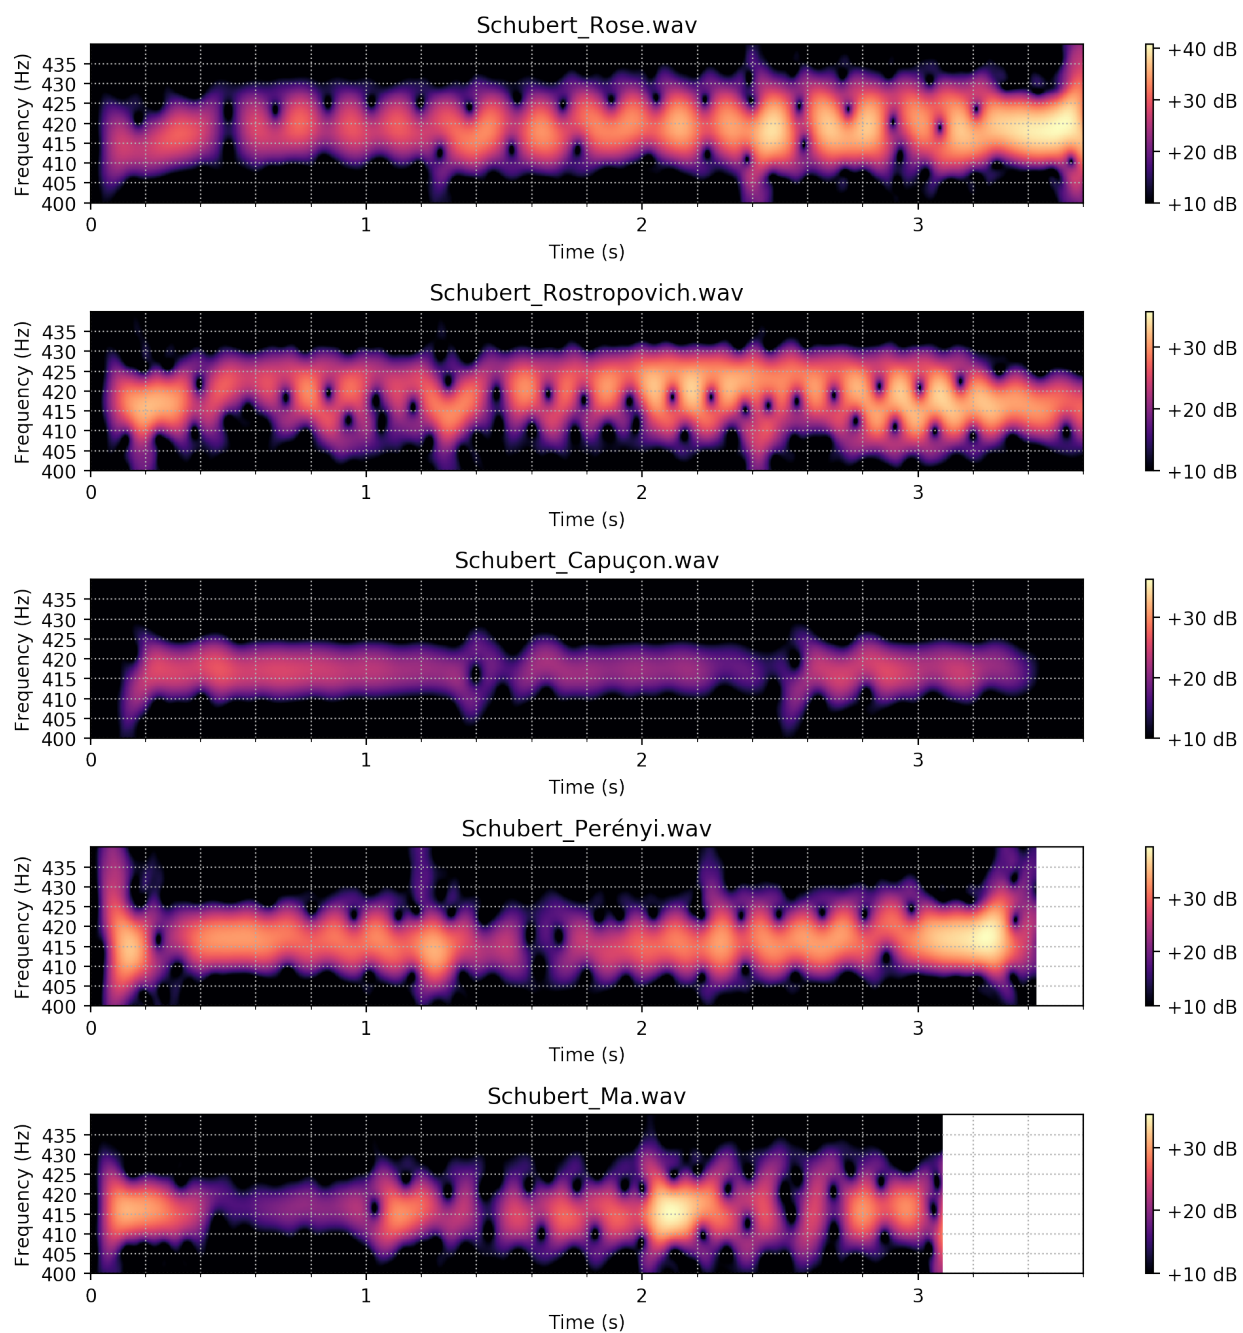 Schubert_Rose.wav
Frequency (Hz)
435
430
425
420
415
410
405
400
0
1
2
3
Time (s)
+40 dB
+30 dB
+20 dB
+10 dB
Schubert_Rostropovich.wav
Frequency (Hz)
435
430
425
420
415
410
405
400
0
1
2
3
Time (s)
+30 dB
+20 dB
+10 dB
Schubert_Capuçon.wav
Frequency (Hz)
435
430
425
420
415
410
405
400
0
1
2
3
Time (s)
+30 dB
+20 dB
+10 dB
Schubert_Perényi.wav
Frequency (Hz)
435
430
425
420
415
410
405
400
0
1
2
3
Time (s)
+30 dB
+20 dB
+10 dB
Schubert_Ma.wav
Frequency (Hz)
435
430
425
420
415
410
405
400
0
1
2
3
Time (s)
+30 dB
+20 dB
+10 dB